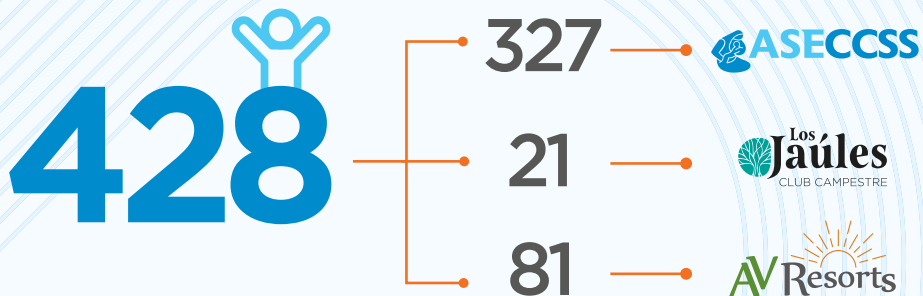 428
327
ASECCSS
21
Los
Jaúles
CLUB CAMPESTRE
81
AV Resorts